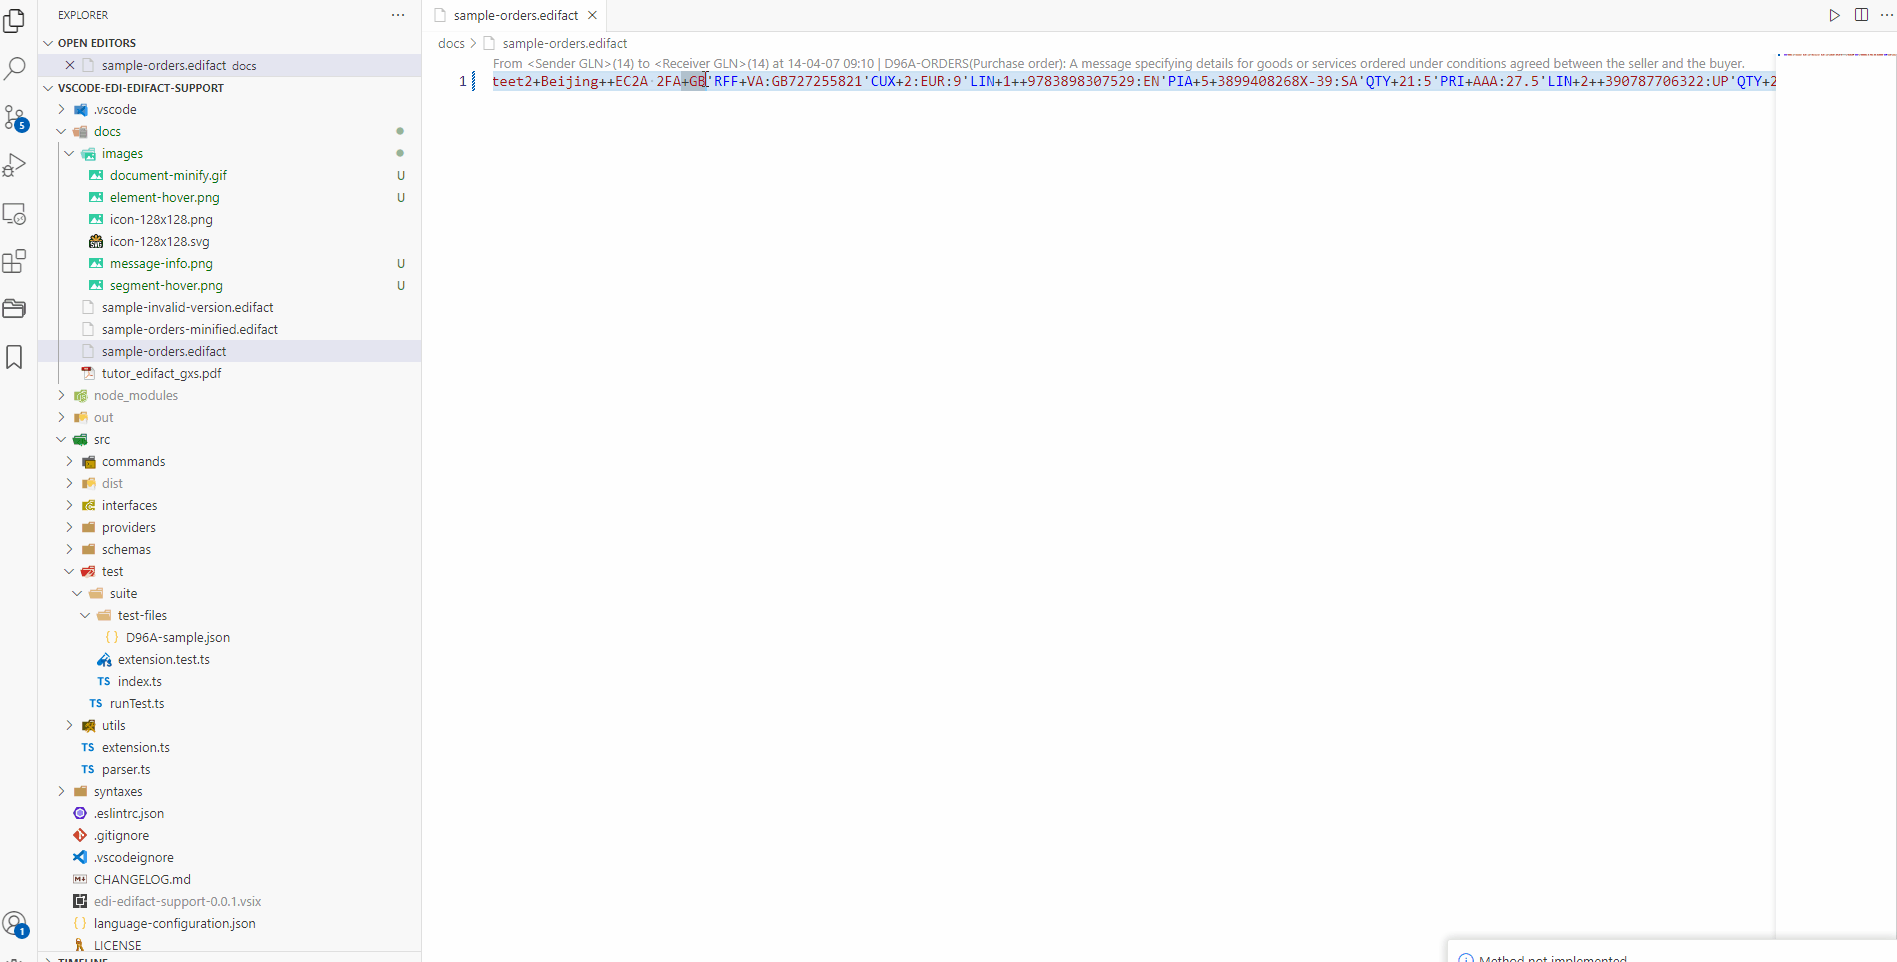 EXPLORER
OPEN EDITORS
sample-orders.edifact docs
VSCODE-EDI-EDIFACT-SUPPORT
.vscode
docs
images
document-minify.gif U
element-hover.png U
icon-128x128.png
icon-128x128.svg
message-info.png U
segment-hover.png U
sample-invalid-version.edifact
sample-orders-minified.edifact
sample-orders.edifact
tutor_edifact_gxs.pdf
node_modules
out
src
commands
dist
interfaces
providers
schemas
test
suite
test-files
{} D96A-sample.json
extension.test.ts
TS index.ts
TS runTest.ts
utils
TS extension.ts
TS parser.ts
syntaxes
.eslintrc.json
.gitignore
.vscodeignore
CHANGELOG.md
edi-edifact-support-0.0.1.vsix
{} language-configuration.json
LICENSE
TIMELINE
5
1
sample-orders.edifact
docs > sample-orders.edifact
From <Sender GLN>(14) to <Receiver GLN>(14) at 14-04-07 09:10 | D96A-ORDERS(Purchase order): A message specifying details for goods or services ordered under conditions agreed between the seller and the buyer.
1 teet2+Beijing++EC2A 2FA+GB'RFF+VA:GB727255821'CUX+2:EUR:9'LIN+1++9783898307529:EN'PIA+5+3899408268X-39:SA'QTY+21:5'PRI+AAA:27.5'LIN+2++390787706322:UP'QTY+2
Method not implemented